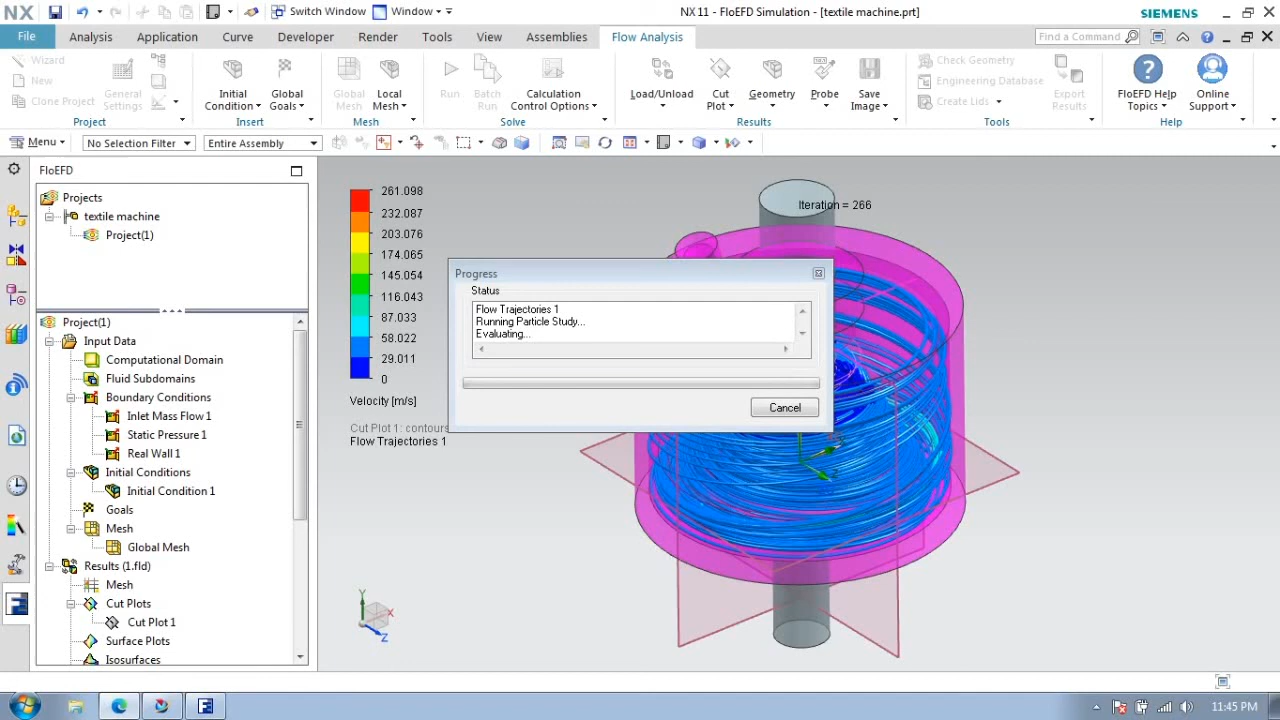 NX
Switch Window
Window
NX 11 - FloEFD Simulation - [textile machine.prt]
SIEMENS
File
Analysis
Application
Curve
Developer
Render
Tools
View
Assemblies
Flow Analysis
Find a Command
Wizard
New
Clone Project
General Settings
Project
Initial Condition
Global Goals
Insert
Global Mesh
Local Mesh
Mesh
Run
Batch Run
Calculation Control Options
Solve
Load/Unload
Cut Plot
Geometry
Probe
Save Image
Results
Check Geometry
Engineering Database
Create Lids
Export Results
Tools
FloEFD Help Topics
Online Support
Help
Menu
No Selection Filter
Entire Assembly
FloEFD
Projects
textile machine
Project(1)
Project(1)
Input Data
Computational Domain
Fluid Subdomains
Boundary Conditions
Inlet Mass Flow 1
Static Pressure 1
Real Wall 1
Initial Conditions
Initial Condition 1
Goals
Mesh
Global Mesh
Results (1.fld)
Mesh
Cut Plots
Cut Plot 1
Surface Plots
Isosurfaces
261.098
232.087
203.076
174.065
145.054
116.043
87.033
58.022
29.011
0
Velocity [m/s]
Cut Plot 1: contours
Flow Trajectories 1
Iteration = 266
Progress
Status
Flow Trajectories 1
Running Particle Study...
Evaluating...
Cancel
Y
X
Z
Z
11:45 PM